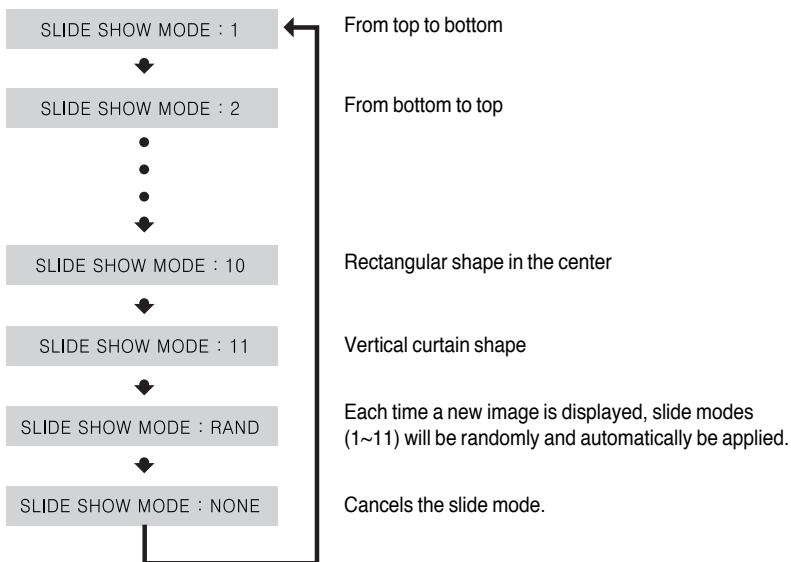 SLIDE SHOW MODE : 1
From top to bottom
SLIDE SHOW MODE : 2
From bottom to top
SLIDE SHOW MODE : 10
Rectangular shape in the center
SLIDE SHOW MODE : 11
Vertical curtain shape
SLIDE SHOW MODE : RAND
Each time a new image is displayed, slide modes
(1~11) will be randomly and automatically be applied.
SLIDE SHOW MODE : NONE
Cancels the slide mode.